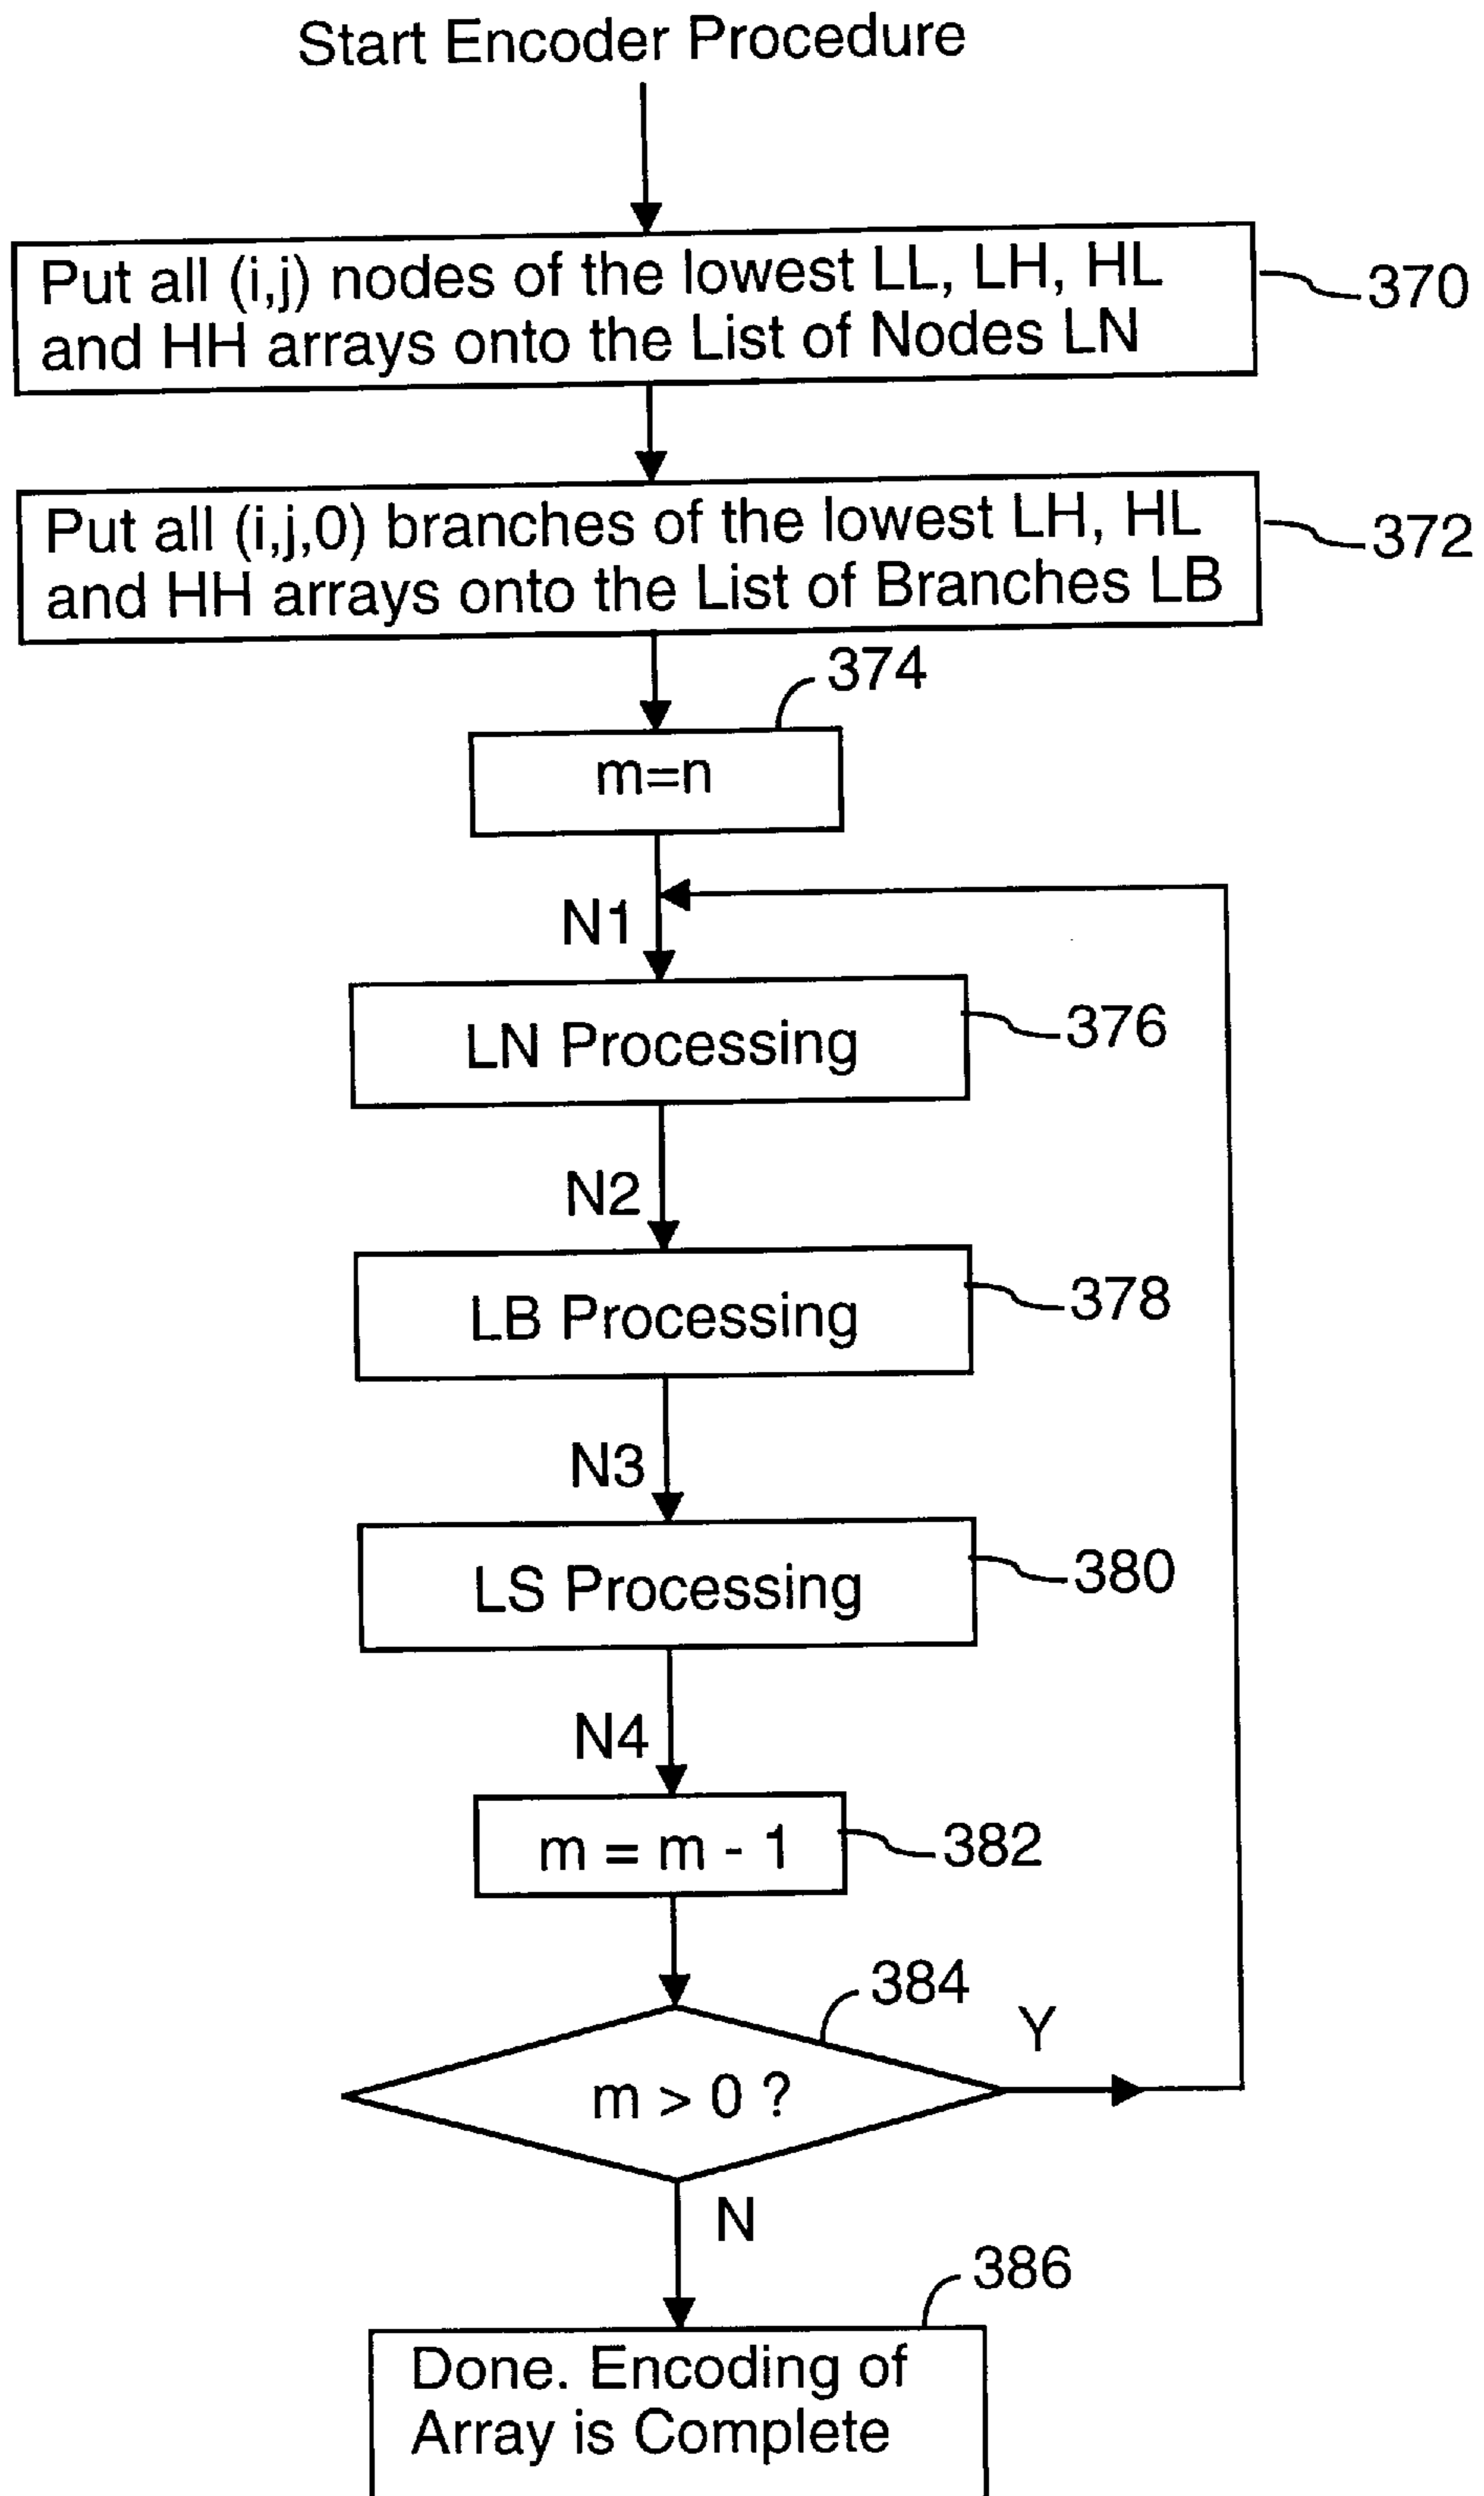 Start Encoder Procedure
Put all (i,j) nodes of the lowest LL, LH, HL
and HH arrays onto the List of Nodes LN
370
Put all (i,j,0) branches of the lowest LH, HL
and HH arrays onto the List of Branches LB
372
374
m=n
N1
LN Processing
376
N2
LB Processing
378
N3
LS Processing
380
N4
m = m - 1
382
384
Y
m > 0 ?
N
386
Done. Encoding of
Array is Complete